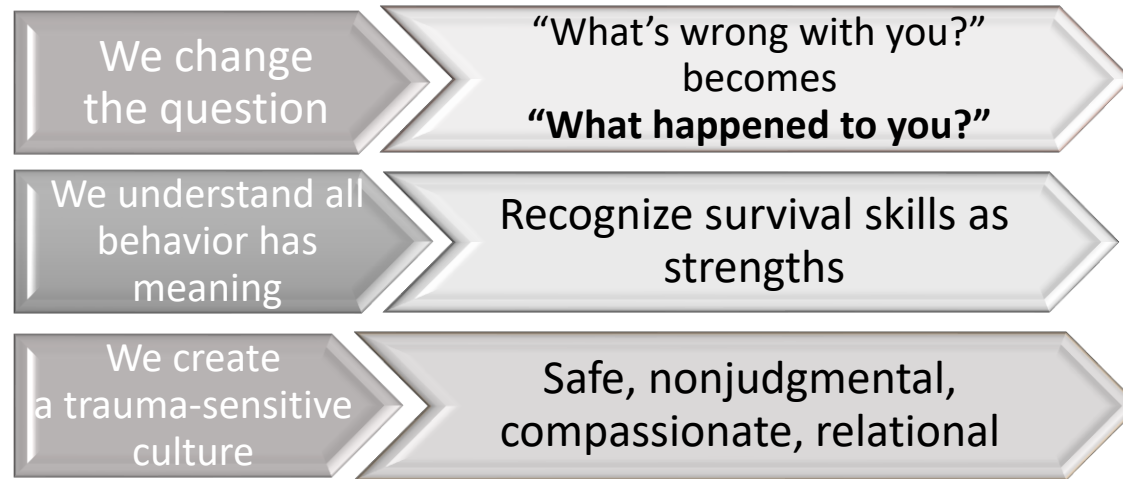 We change
the question
“What’s wrong with you?”
becomes
“What happened to you?”
We understand all
behavior has
meaning
Recognize survival skills as
strengths
We create
a trauma-sensitive
culture
Safe, nonjudgmental,
compassionate, relational